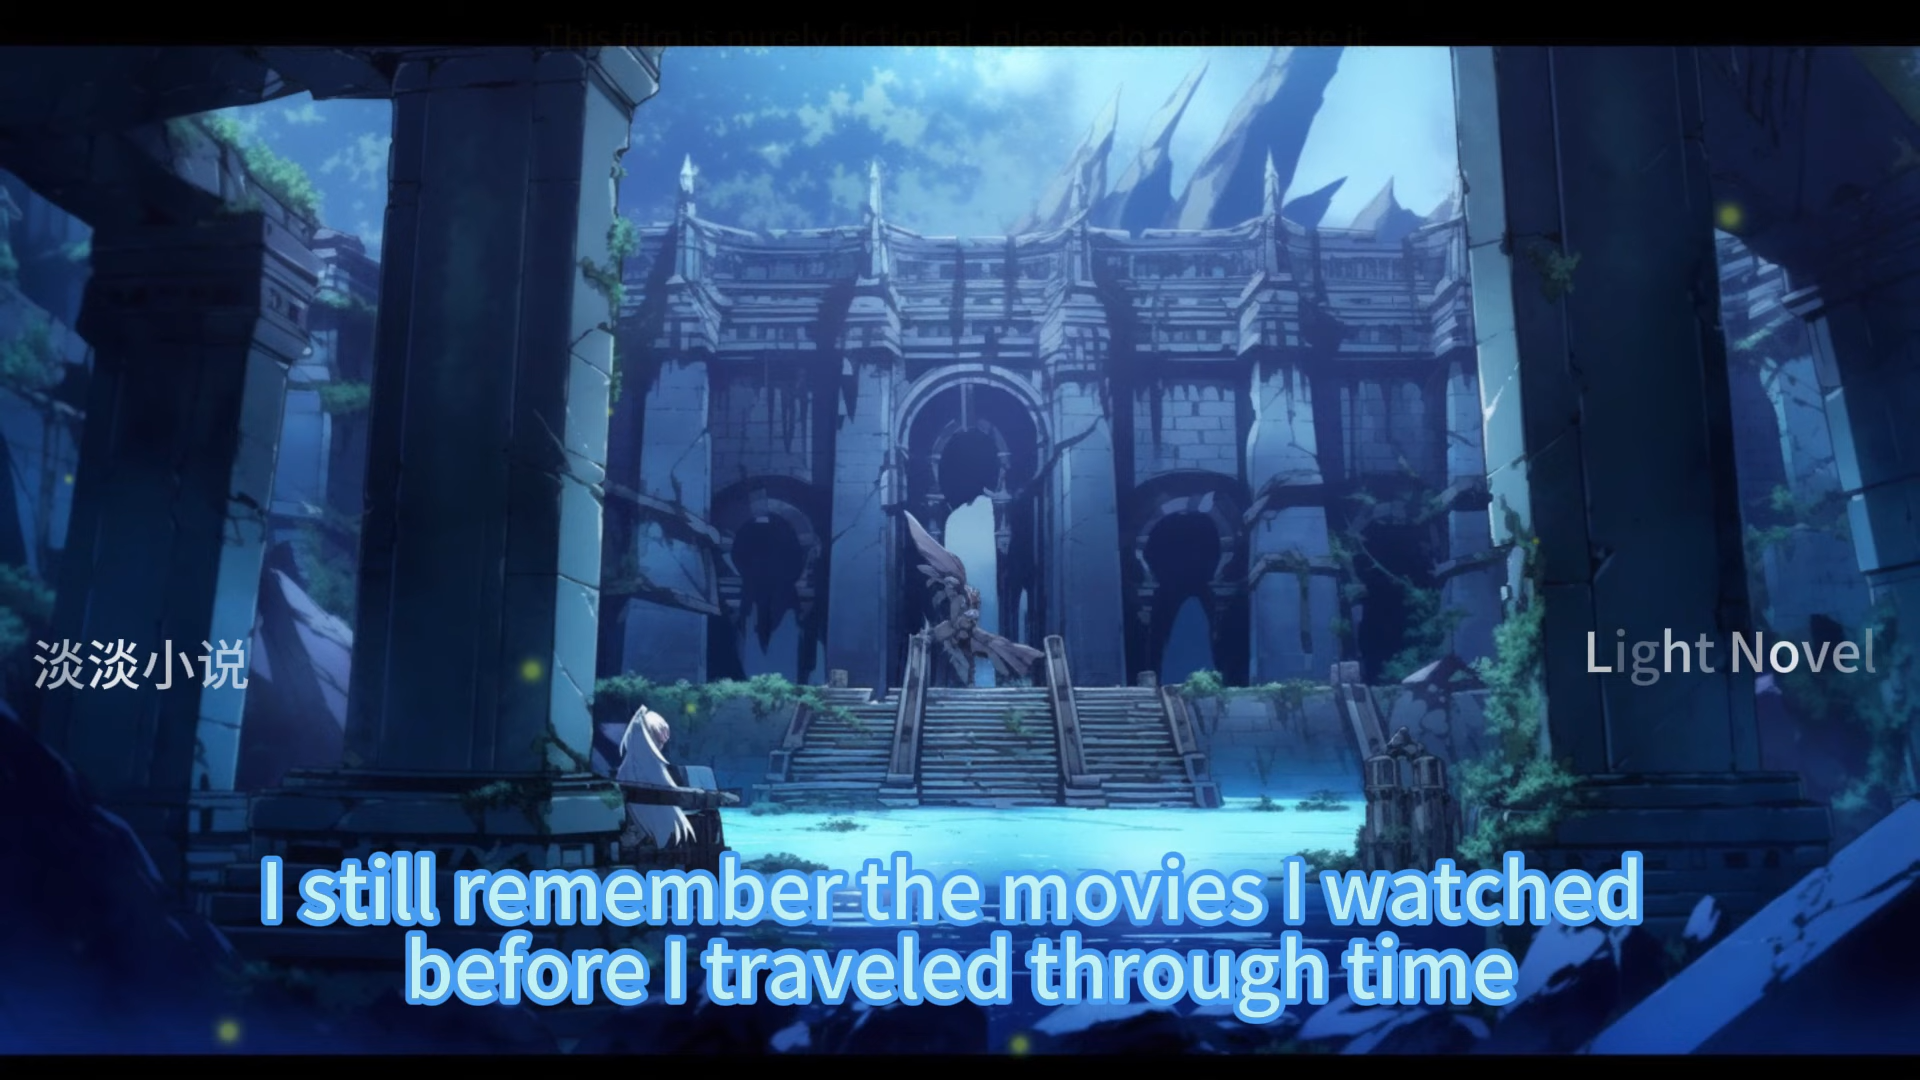 This film is purely fictional, please do not imitate it
淡淡小说
Light Novel
I still remember the movies I watched
before I traveled through time